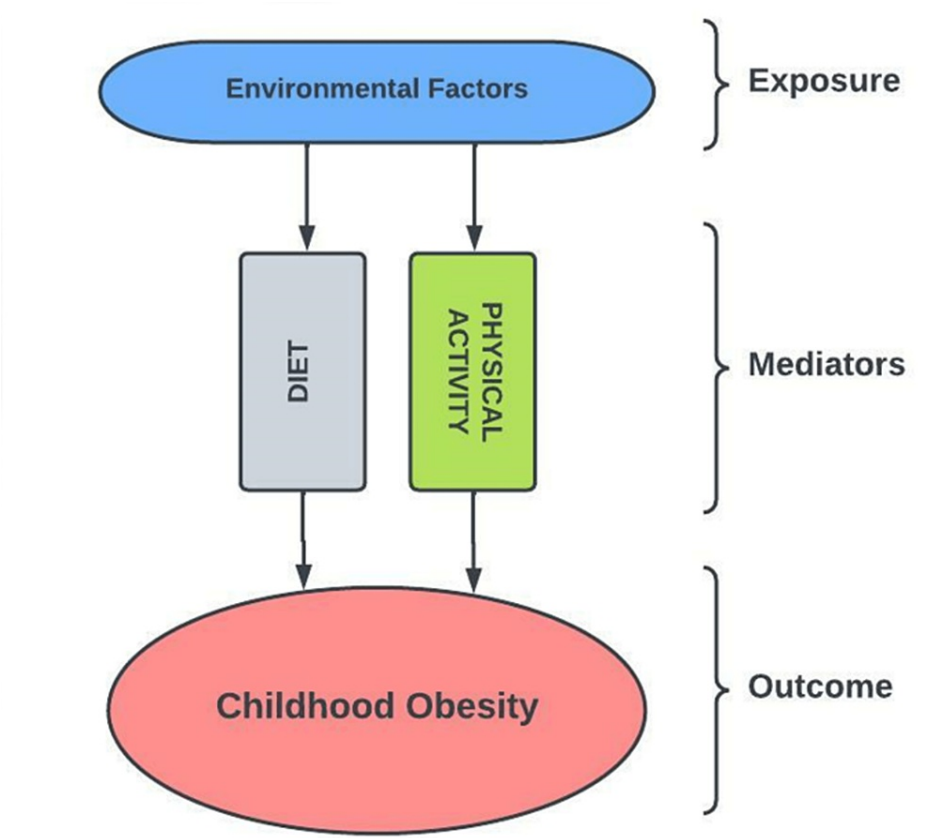 Environmental Factors
Exposure
DIET
PHYSICAL
ACTIVITY
Mediators
Childhood Obesity
Outcome